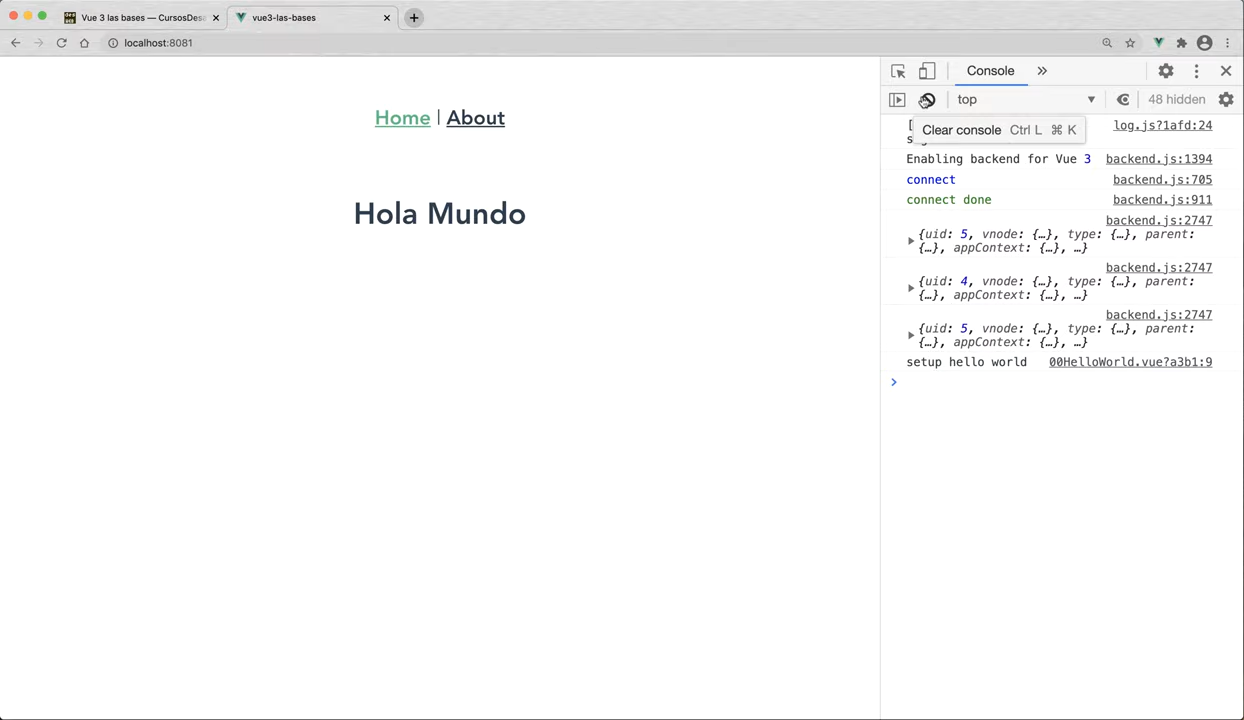 Vue 3 las bases — CursosDesa
vue3-las-bases
localhost:8081
Console
top
48 hidden
Home | About
Hola Mundo
log.js?1afd:24
Clear console Ctrl L ⌘ K
Enabling backend for Vue 3 backend.js:1394
connect backend.js:705
connect done backend.js:911
backend.js:2747
{uid: 5, vnode: {…}, type: {…}, parent:
{…}, appContext: {…}, …}
backend.js:2747
{uid: 4, vnode: {…}, type: {…}, parent:
{…}, appContext: {…}, …}
backend.js:2747
{uid: 5, vnode: {…}, type: {…}, parent:
{…}, appContext: {…}, …}
setup hello world 00HelloWorld.vue?a3b1:9